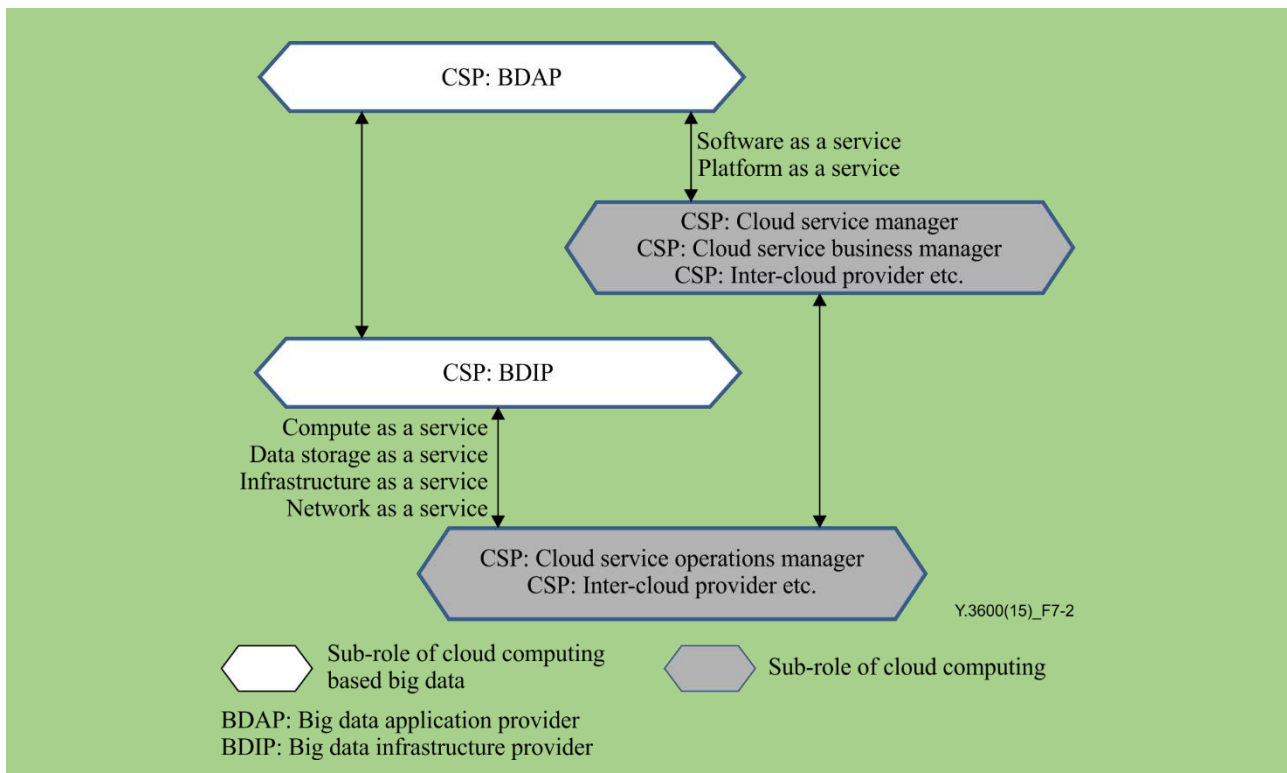 CSP: BDAP
Software as a service
Platform as a service
CSP: Cloud service manager
CSP: Cloud service business manager
CSP: Inter-cloud provider etc.
CSP: BDIP
Compute as a service
Data storage as a service
Infrastructure as a service
Network as a service
CSP: Cloud service operations manager
CSP: Inter-cloud provider etc.
Y.3600(15)_F7-2
Sub-role of cloud computing
based big data
Sub-role of cloud computing
BDAP: Big data application provider
BDIP: Big data infrastructure provider